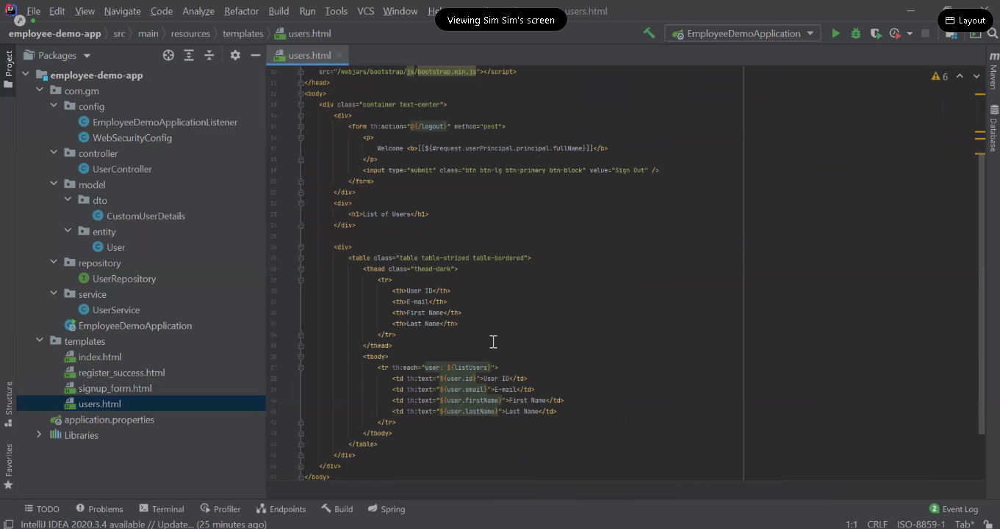 File Edit View Navigate Code Analyze Refactor Build Run Tools VCS Window users.html
Viewing Sim Sim's screen
Layout
employee-demo-app src main resources templates users.html
EmployeeDemoApplication
Project
Packages
users.html
employee-demo-app
com.gm
config
EmployeeDemoApplicationListener
WebSecurityConfig
controller
UserController
model
dto
CustomUserDetails
entity
User
repository
UserRepository
service
UserService
EmployeeDemoApplication
templates
index.html
register_success.html
signup_form.html
users.html
application.properties
Libraries
Structure
Favorites
10 src="/webjars/bootstrap/js/bootstrap.min.js"></script>
11 </head>
12 <body>
13 <div class="container text-center">
14 <div>
15 <form th:action="@{/logout}" method="post">
16 <p>
17 Welcome <b>[[${#request.userPrincipal.principal.fullName}]]</b>
18 </p>
19 <input type="submit" class="btn btn-lg btn-primary btn-block" value="Sign Out" />
20 </form>
21 </div>
22 <div>
23 <h1>List of Users</h1>
24 </div>
25
26 <div>
27 <table class="table table-striped table-bordered">
28 <thead class="thead-dark">
29 <tr>
30 <th>User ID</th>
31 <th>E-mail</th>
32 <th>First Name</th>
33 <th>Last Name</th>
34 </tr>
35 </thead>
36 <tbody>
37 <tr th:each="user: ${listUsers}">
38 <td th:text="${user.id}">User ID</td>
39 <td th:text="${user.email}">E-mail</td>
40 <td th:text="${user.firstName}">First Name</td>
41 <td th:text="${user.lastName}">Last Name</td>
42 </tr>
43 </tbody>
44 </table>
45 </div>
46 </div>
47 </body>
6
m
Maven
Database
TODO Problems Terminal Profiler Endpoints Build Spring 2 Event Log
IntelliJ IDEA 2020.3.4 available // Update... (25 minutes ago) 1:1 CRLF ISO-8859-1 Tab*